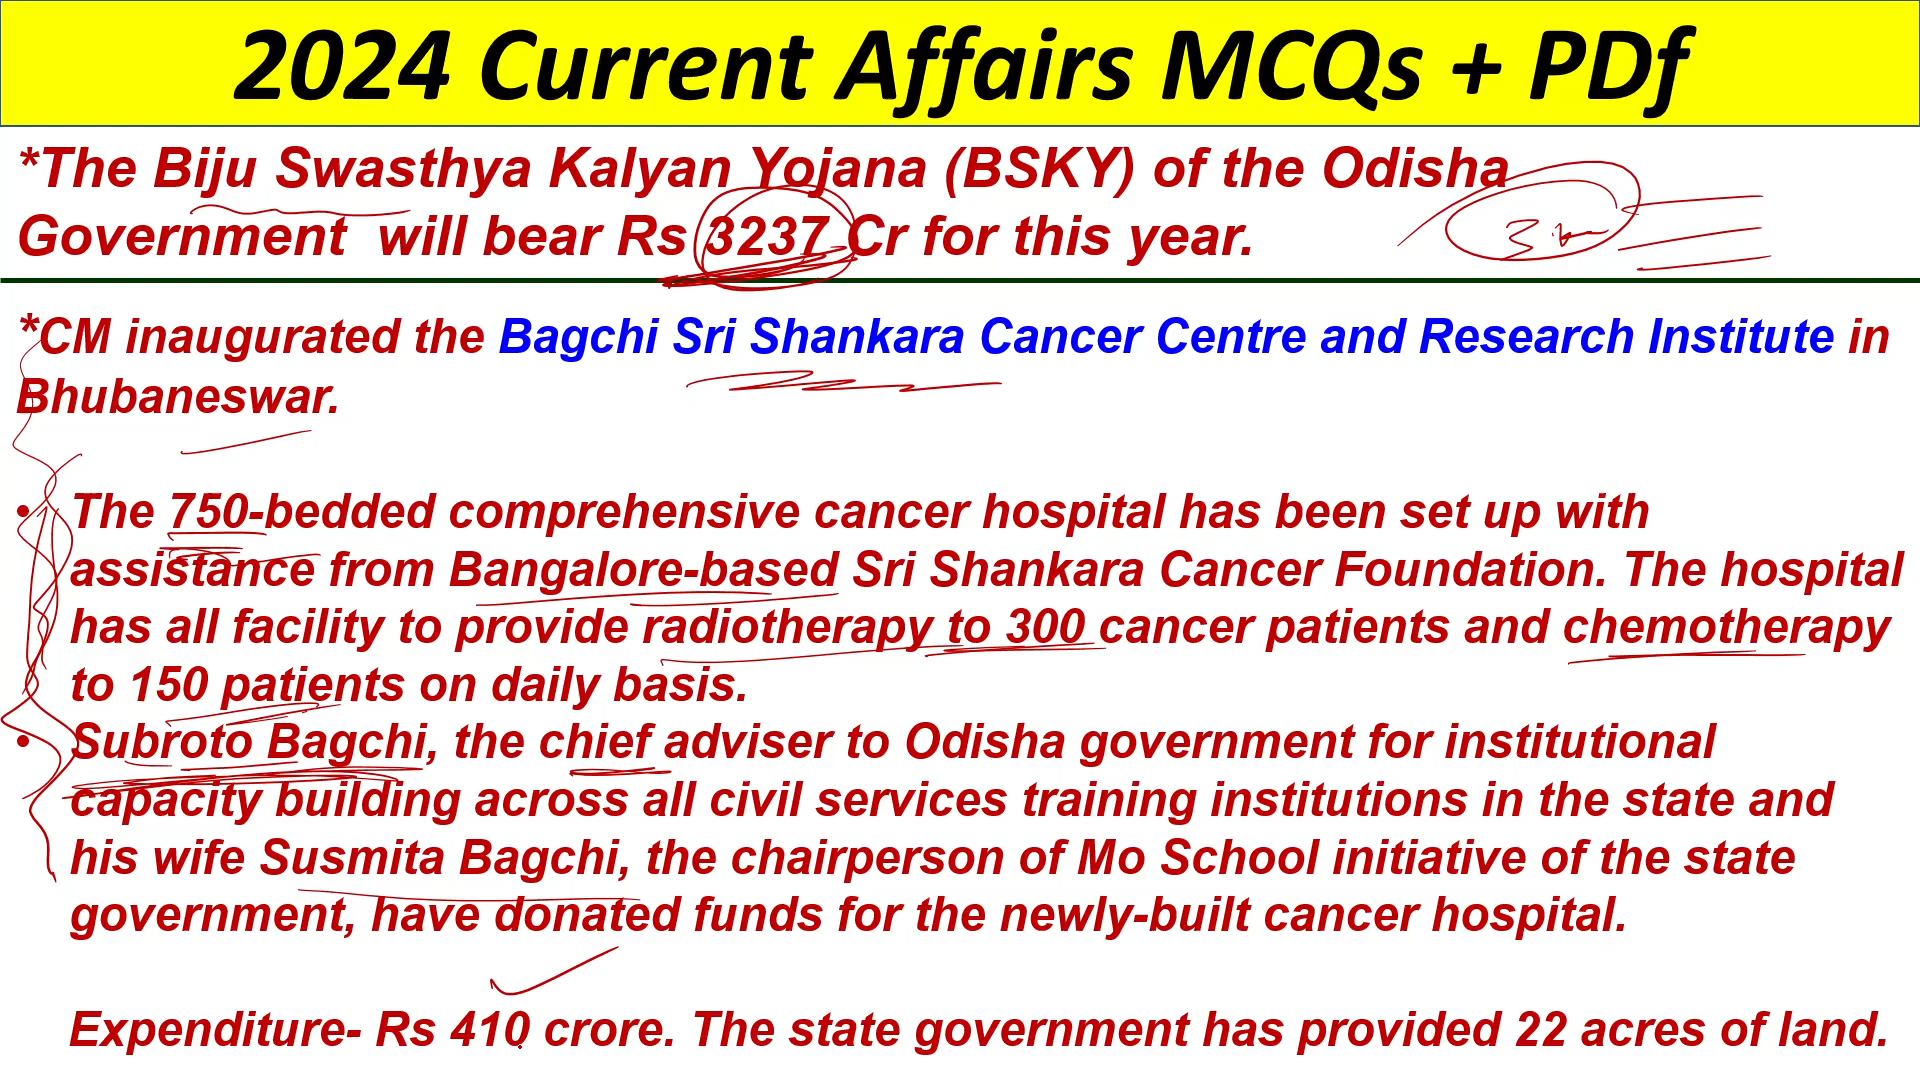 2024 Current Affairs MCQs + PDf
*The Biju Swasthya Kalyan Yojana (BSKY) of the Odisha
Government will bear Rs 3237 Cr for this year.
*CM inaugurated the Bagchi Sri Shankara Cancer Centre and Research Institute in
Bhubaneswar.
• The 750-bedded comprehensive cancer hospital has been set up with
assistance from Bangalore-based Sri Shankara Cancer Foundation. The hospital
has all facility to provide radiotherapy to 300 cancer patients and chemotherapy
to 150 patients on daily basis.
• Subroto Bagchi, the chief adviser to Odisha government for institutional
capacity building across all civil services training institutions in the state and
his wife Susmita Bagchi, the chairperson of Mo School initiative of the state
government, have donated funds for the newly-built cancer hospital.
Expenditure- Rs 410 crore. The state government has provided 22 acres of land.